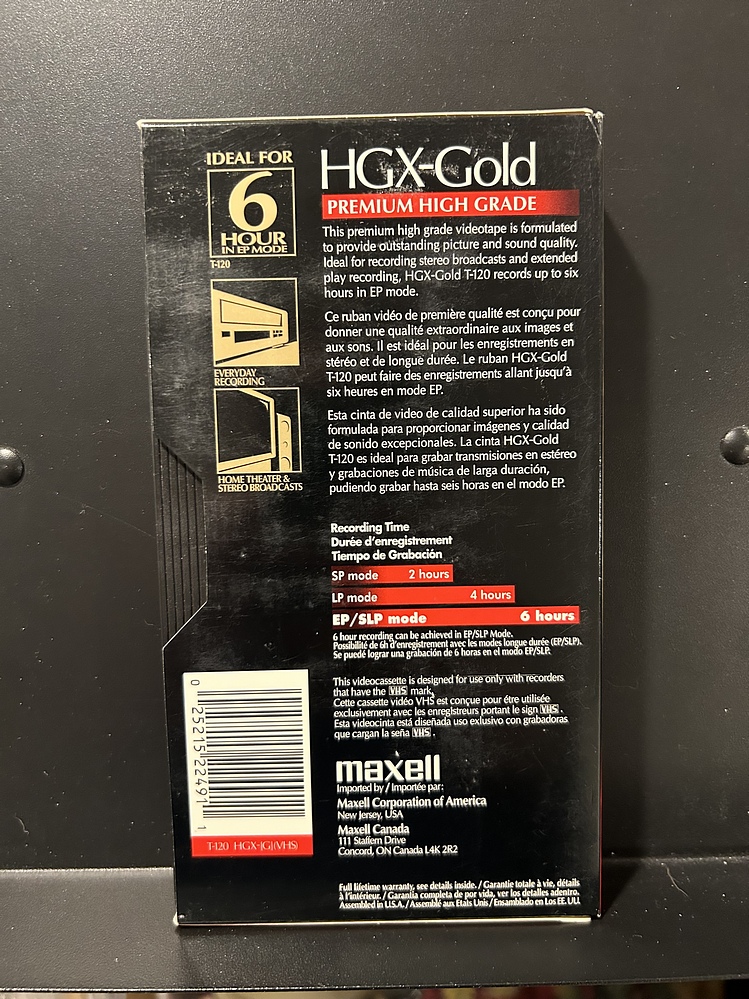 IDEAL FOR
6
HOUR
IN EP MODE
T-120
EVERYDAY
RECORDING
HOME THEATER &
STEREO BROADCASTS
HGX-Gold
PREMIUM HIGH GRADE
This premium high grade videotape is formulated
to provide outstanding picture and sound quality.
Ideal for recording stereo broadcasts and extended
play recording, HGX-Gold T-120 records up to six
hours in EP mode.
Ce ruban vidéo de première qualité est conçu pour
donner une qualité extraordinaire aux images et
aux sons. Il est idéal pour les enregistrements en
stéréo et de longue durée. Le ruban HGX-Gold
T-120 peut faire des enregistrements allant jusqu'à
six heures en mode EP.
Esta cinta de video de calidad superior ha sido
formulada para proporcionar imágenes y calidad
de sonido excepcionales. La cinta HGX-Gold
T-120 es ideal para grabar transmisiones en estéreo
y grabaciones de música de larga duración,
pudiendo grabar hasta seis horas en el modo EP.
Recording Time
Durée d'enregistrement
Tiempo de Grabación
SP mode 2 hours
LP mode 4 hours
EP/SLP mode 6 hours
6 hour recording can be achieved in EP/SLP Mode.
Possibilité de 6h d'enregistrement avec les modes longue durée (EP/SLP).
Se puedé lograr una grabación de 6 horas en el modo EP/SLP.
This videocassette is designed for use only with recorders
that have the VHS mark.
Cette cassette vidéo VHS est conçue pour être utilisée
exclusivement avec les enregistreurs portant le sign VHS.
Esta videocinta está diseñada uso exlusivo con grabadoras
que cargan la seña VHS.
0 25215 22491 1
T-120 HGX-(G)(VHS)
maxell
Imported by / Importée par:
Maxell Corporation of America
New Jersey, USA
Maxell Canada
111 Staffern Drive
Concord, ON Canada L4K 2R2
Full lifetime warranty, see details inside. / Garantie totale à vie, détails
à l'intérieur. / Garantía completa de por vida, ver los detalles adentro.
Assembled in U.S.A. / Assemblé aux Etats Unis / Ensamblado en Los EE. UU.